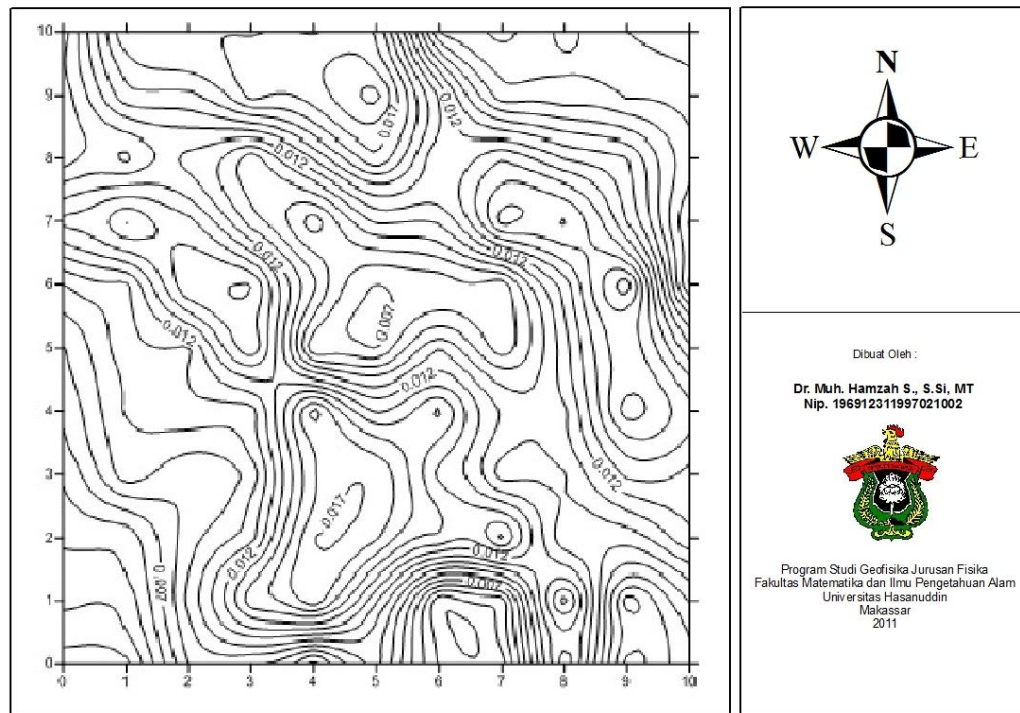 10
9
8
7
6
5
4
3
2
1
0
0 1 2 3 4 5 6 7 8 9 10
0.017
0.012
0.012
0.012
0.012
0.012
0.007
0.012
0.012
0.017
0.012
0.012
0.007
0.007
N
W E
S
Dibuat Oleh :
Dr. Muh. Hamzah S., S.Si, MT
Nip. 196912311997021002
Program Studi Geofisika Jurusan Fisika
Fakultas Matematika dan Ilmu Pengetahuan Alam
Universitas Hasanuddin
Makassar
2011